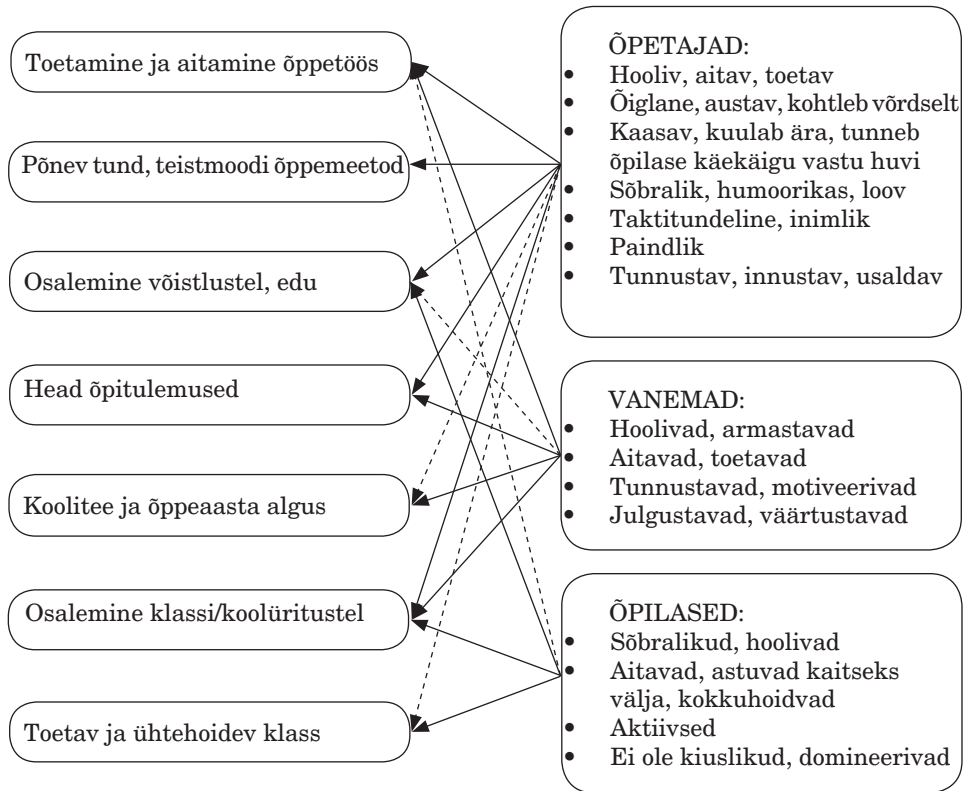 Toetamine ja aitamine õppetöös
Põnev tund, teistmoodi õppemeetod
Osalemine võistlustel, edu
Head õpitulemused
Koolitee ja õppeaasta algus
Osalemine klassi/koolüritustel
Toetav ja ühtehoidev klass
ÕPETAJAD:
• Hooliv, aitav, toetav
• Õiglane, austav, kohtleb võrdselt
• Kaasav, kuulab ära, tunneb
õpilase käekäigu vastu huvi
• Sõbralik, humoorikas, loov
• Taktitundeline, inimlik
• Paindlik
• Tunnustav, innustav, usaldav
VANEMAD:
• Hoolivad, armastavad
• Aitavad, toetavad
• Tunnustavad, motiveerivad
• Julgustavad, väärtustavad
ÕPILASED:
• Sõbralikud, hoolivad
• Aitavad, astuvad kaitseks
välja, kokkuhoidvad
• Aktiivsed
• Ei ole kiuslikud, domineerivad